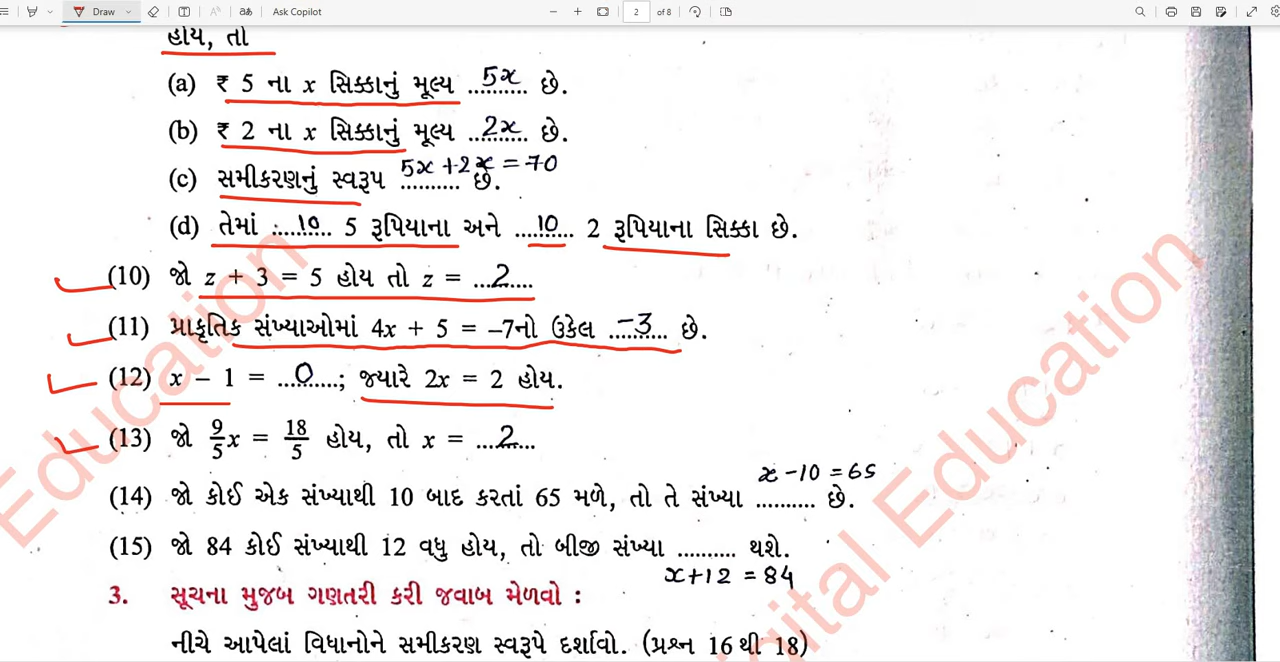 Draw
Ask Copilot
2 of 8
હોય, તો
(a) ₹ 5 ના x સિક્કાનું મૂલ્ય ...5x... છે.
(b) ₹ 2 ના x સિક્કાનું મૂલ્ય ...2x... છે.
5x + 2x = 70
(c) સમીકરણનું સ્વરૂપ .......... છે.
(d) તેમાં ...10... 5 રૂપિયાના અને ...10... 2 રૂપિયાના સિક્કા છે.
(10) જો z + 3 = 5 હોય તો z = ...2....
(11) પ્રાકૃતિક સંખ્યાઓમાં 4x + 5 = –7નો ઉકેલ ...-3... છે.
(12) x – 1 = ...0...; જ્યારે 2x = 2 હોય.
(13) જો 9/5 x = 18/5 હોય, તો x = ...2...
x - 10 = 65
(14) જો કોઈ એક સંખ્યાથી 10 બાદ કરતાં 65 મળે, તો તે સંખ્યા .......... છે.
(15) જો 84 કોઈ સંખ્યાથી 12 વધુ હોય, તો બીજી સંખ્યા .......... થશે.
x + 12 = 84
3. સૂચના મુજબ ગણતરી કરી જવાબ મેળવો :
નીચે આપેલાં વિધાનોને સમીકરણ સ્વરૂપે દર્શાવો. (પ્રશ્ન 16 થી 18)
Education
Digital Education